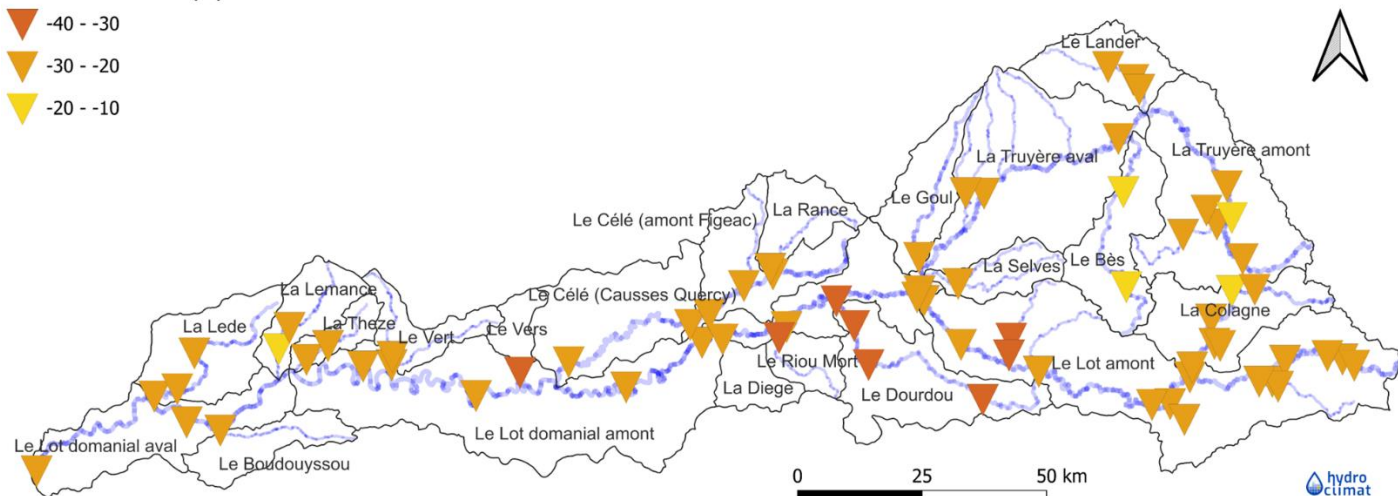 -40 - -30
-30 - -20
-20 - -10
Le Lander
La Truyère aval
La Truyère amont
Le Goul
La Rance
Le Célé (amont Figeac)
La Selves
Le Bès
Le Célé (Causses Quercy)
La Lemance
La Colagne
La Lede
La Theze
Le Vert
Le Vers
Le Riou Mort
Le Lot amont
La Diege
Le Dourdou
Le Lot domanial amont
Le Lot domanial aval
Le Boudouyssou
0 25 50 km
hydro
climat